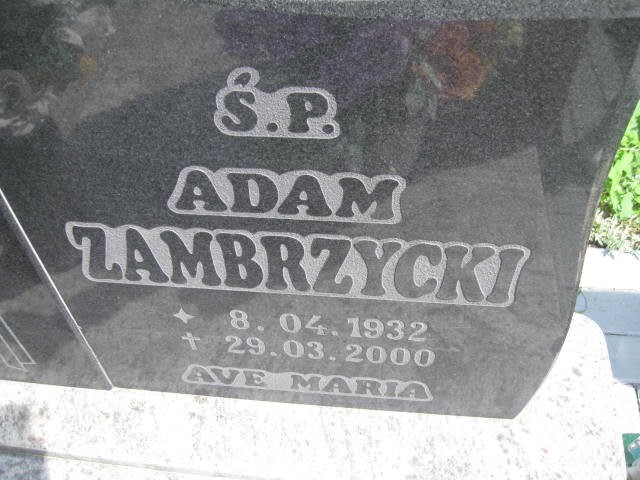 Ś.P.
ADAM
ZAMBRZYCKI
8.04.1932
29.03.2000
AVE MARIA